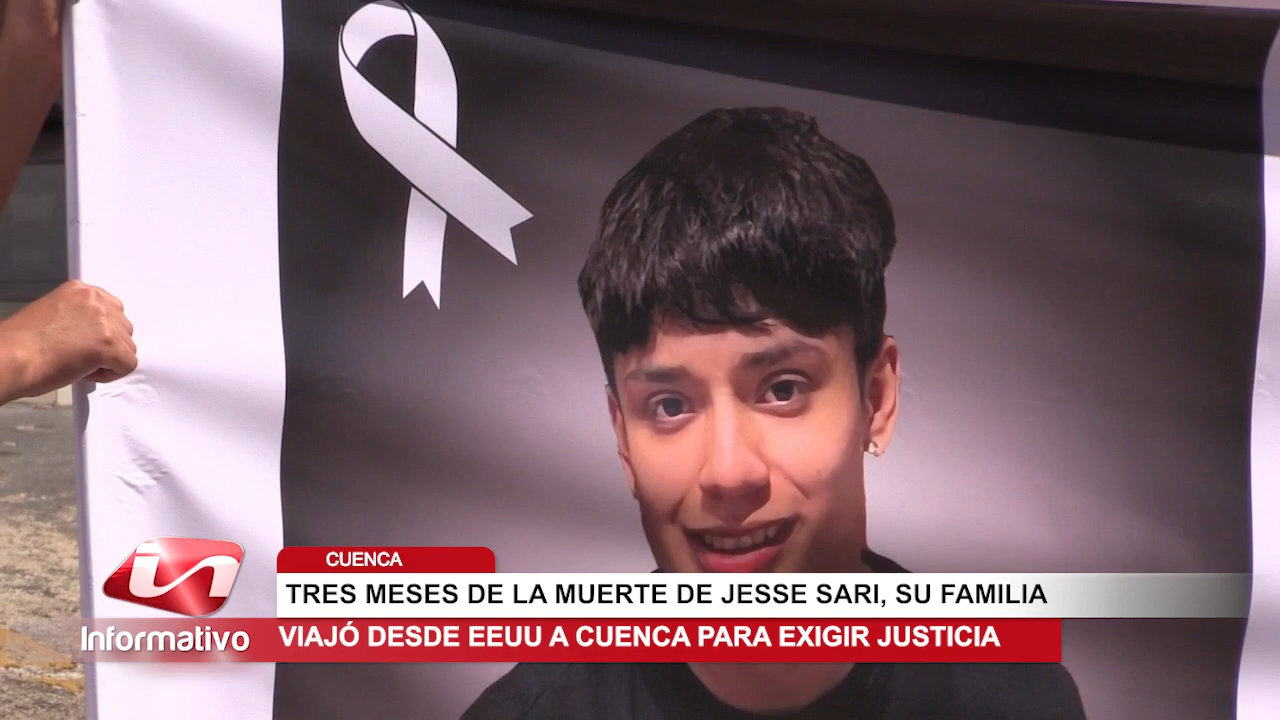 CUENCA
TRES MESES DE LA MUERTE DE JESSE SARI, SU FAMILIA
VIAJÓ DESDE EEUU A CUENCA PARA EXIGIR JUSTICIA
Informativo